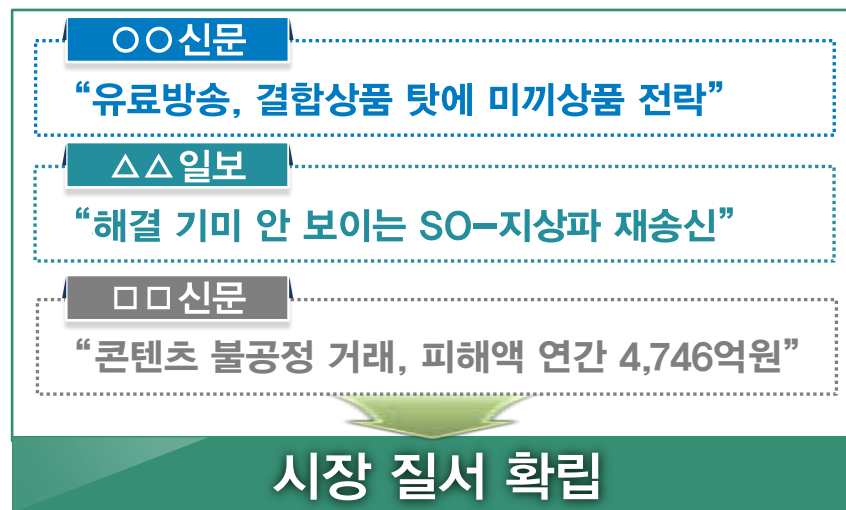 ○○신문
“유료방송, 결합상품 탓에 미끼상품 전락”
△△일보
“해결 기미 안 보이는 SO-지상파 재송신”
□□신문
“콘텐츠 불공정 거래, 피해액 연간 4,746억원”
시장 질서 확립